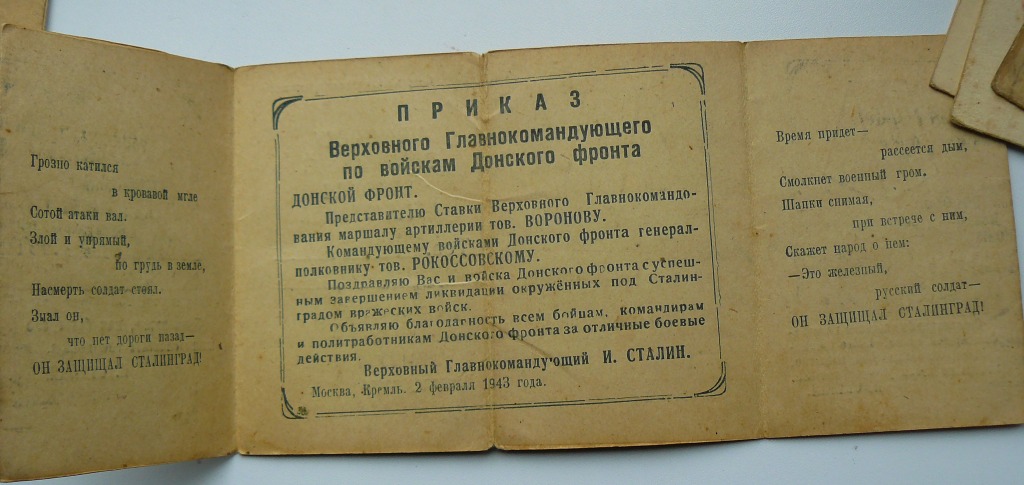 Грозно катился
в кровавой мгле
Сотой атаки вал.
Злой и упрямый,
по грудь в земле,
Насмерть солдат стоял.
Знал он,
что нет дороги назад—
ОН ЗАЩИЩАЛ СТАЛИНГРАД!
ПРИКАЗ
Верховного Главнокомандующего
по войскам Донского фронта
ДОНСКОЙ ФРОНТ.
Представителю Ставки Верховного Главнокомандо-
вания маршалу артиллерии тов. ВОРОНОВУ.
Командующему войсками Донского фронта генерал-
полковнику тов. РОКОССОВСКОМУ.
Поздравляю Вас и войска Донского фронта с успеш-
ным завершением ликвидации окружённых под Сталин-
градом вражеских войск.
Объявляю благодарность всем бойцам, командирам
и политработникам Донского фронта за отличные боевые
действия.
Верховный Главнокомандующий И. СТАЛИН.
Москва, Кремль. 2 февраля 1943 года.
Время придет—
рассеется дым,
Смолкнет военный гром.
Шапки снимая,
при встрече с ним,
Скажет народ о нем:
—Это железный,
русский солдат—
ОН ЗАЩИЩАЛ СТАЛИНГРАД!